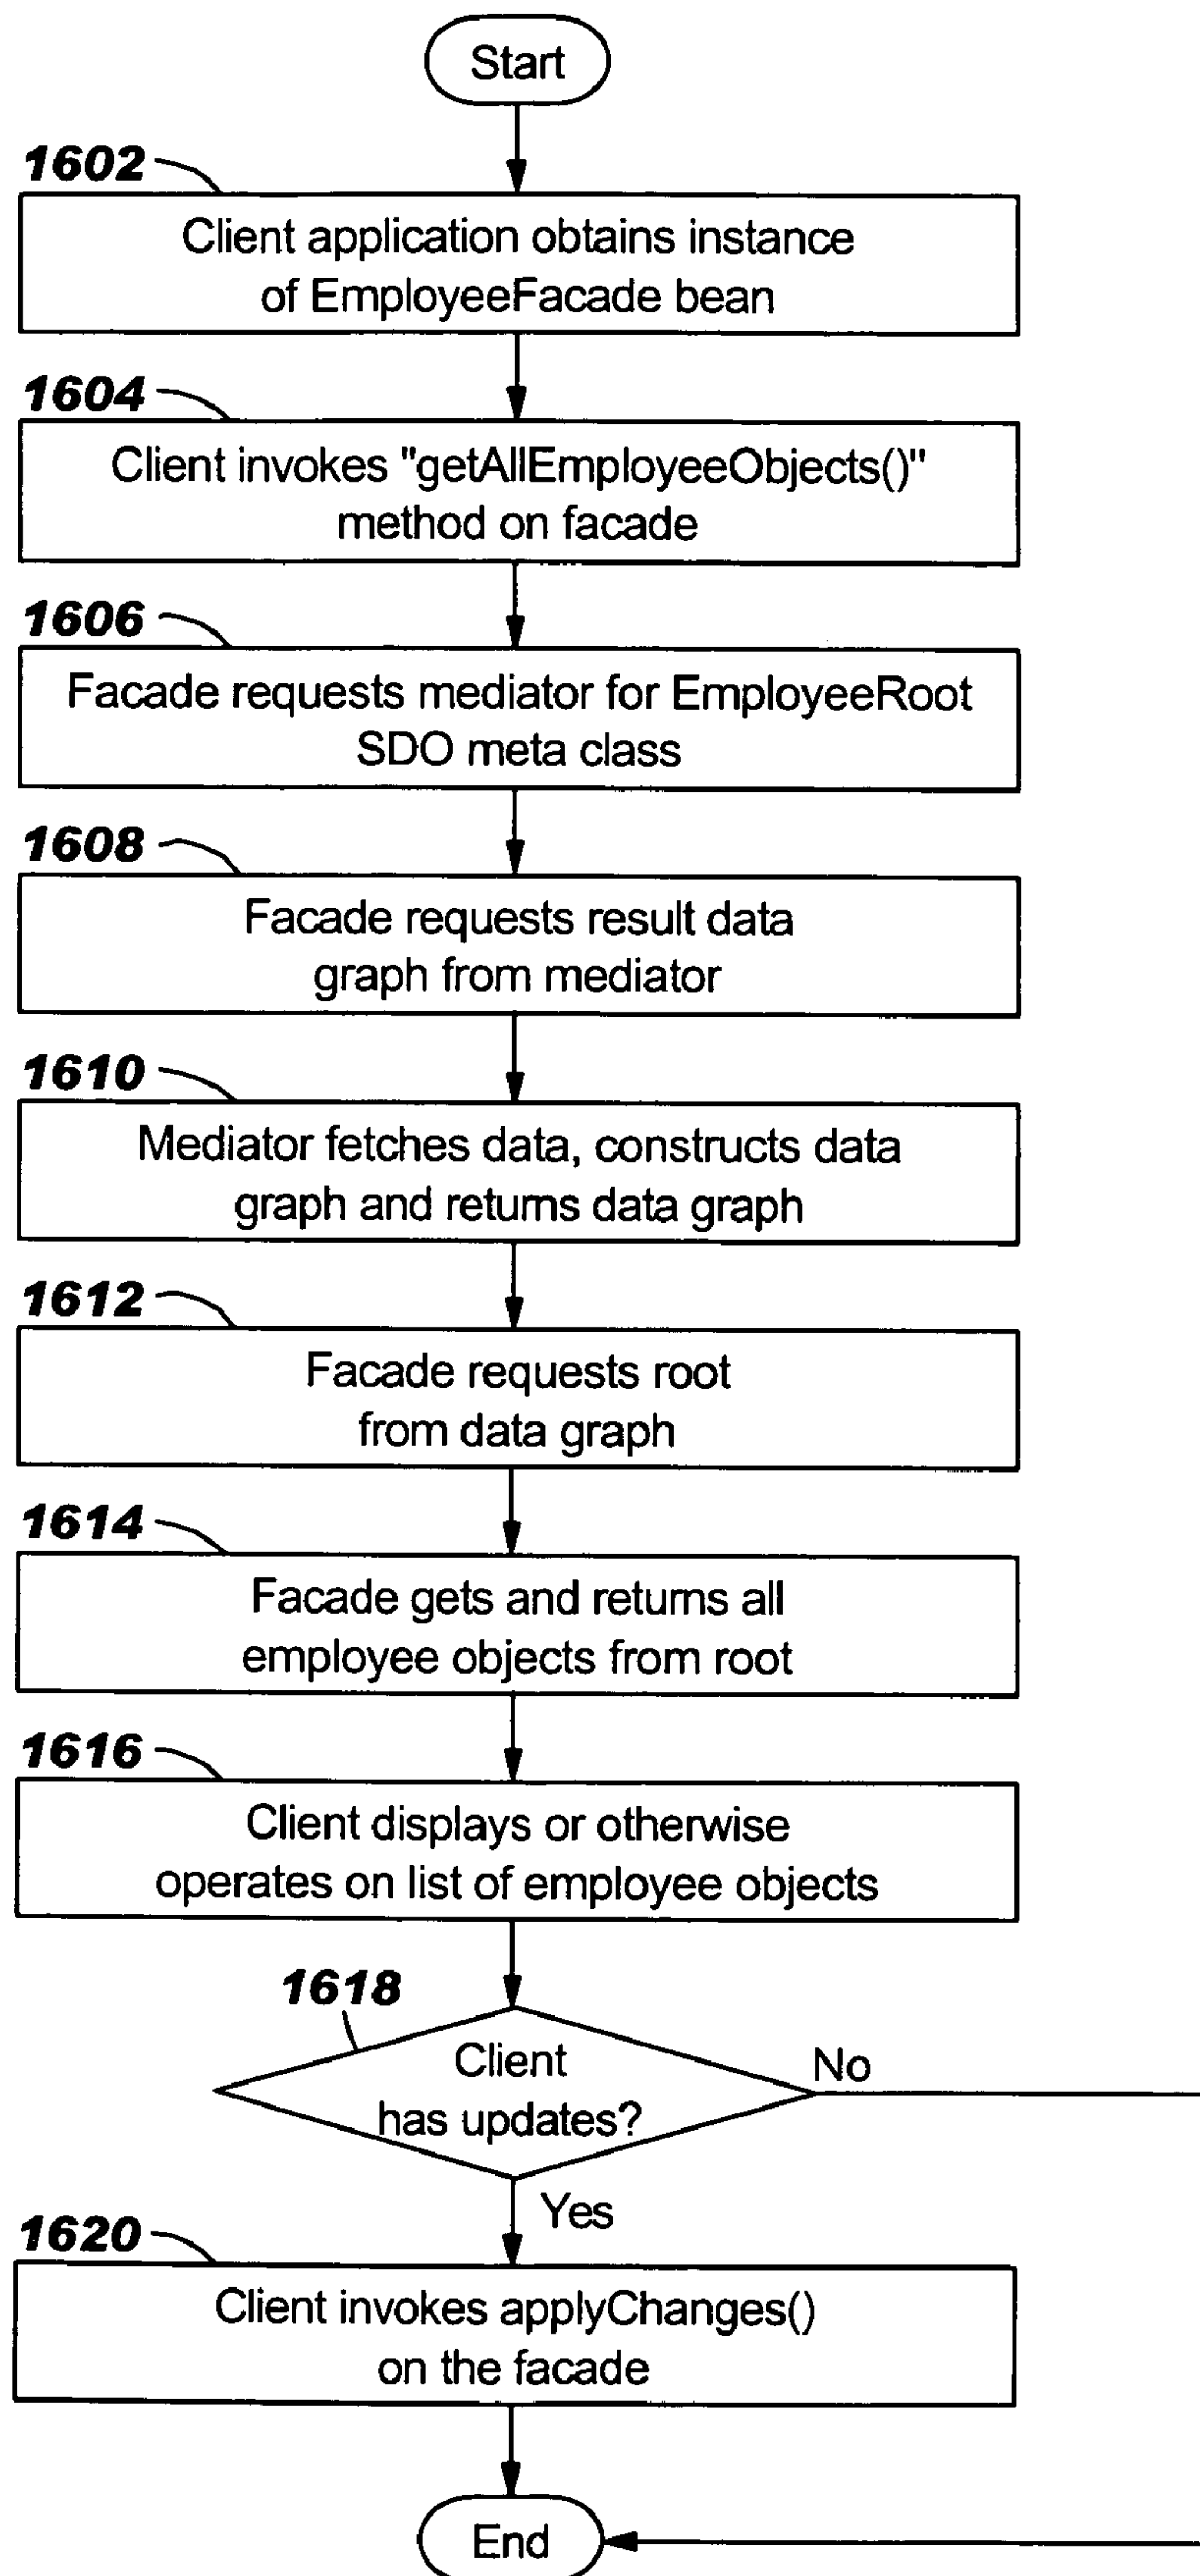 Start
1602
Client application obtains instance
of EmployeeFacade bean
1604
Client invokes "getAllEmployeeObjects()"
method on facade
1606
Facade requests mediator for EmployeeRoot
SDO meta class
1608
Facade requests result data
graph from mediator
1610
Mediator fetches data, constructs data
graph and returns data graph
1612
Facade requests root
from data graph
1614
Facade gets and returns all
employee objects from root
1616
Client displays or otherwise
operates on list of employee objects
1618
Client
has updates?
No
Yes
1620
Client invokes applyChanges()
on the facade
End